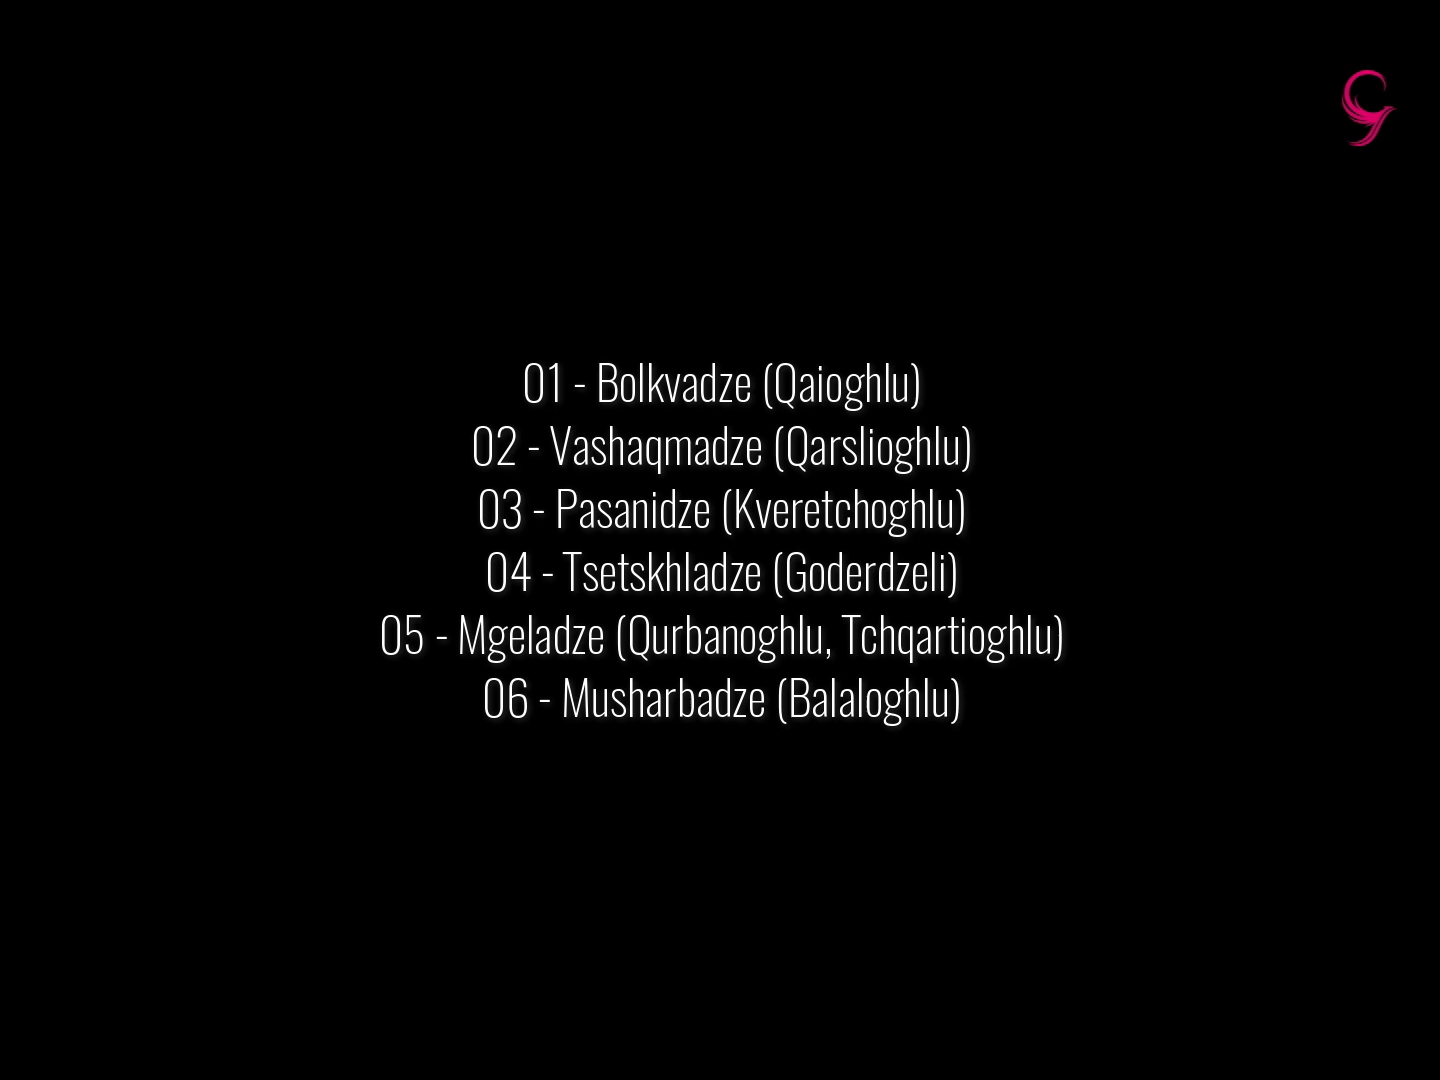 01 - Bolkvadze (Qaioghlu)
02 - Vashaqmadze (Qarslioghlu)
03 - Pasanidze (Kveretchoghlu)
04 - Tsetskhladze (Goderdzeli)
05 - Mgeladze (Qurbanoghlu, Tchqartioghlu)
06 - Musharbadze (Balaloghlu)